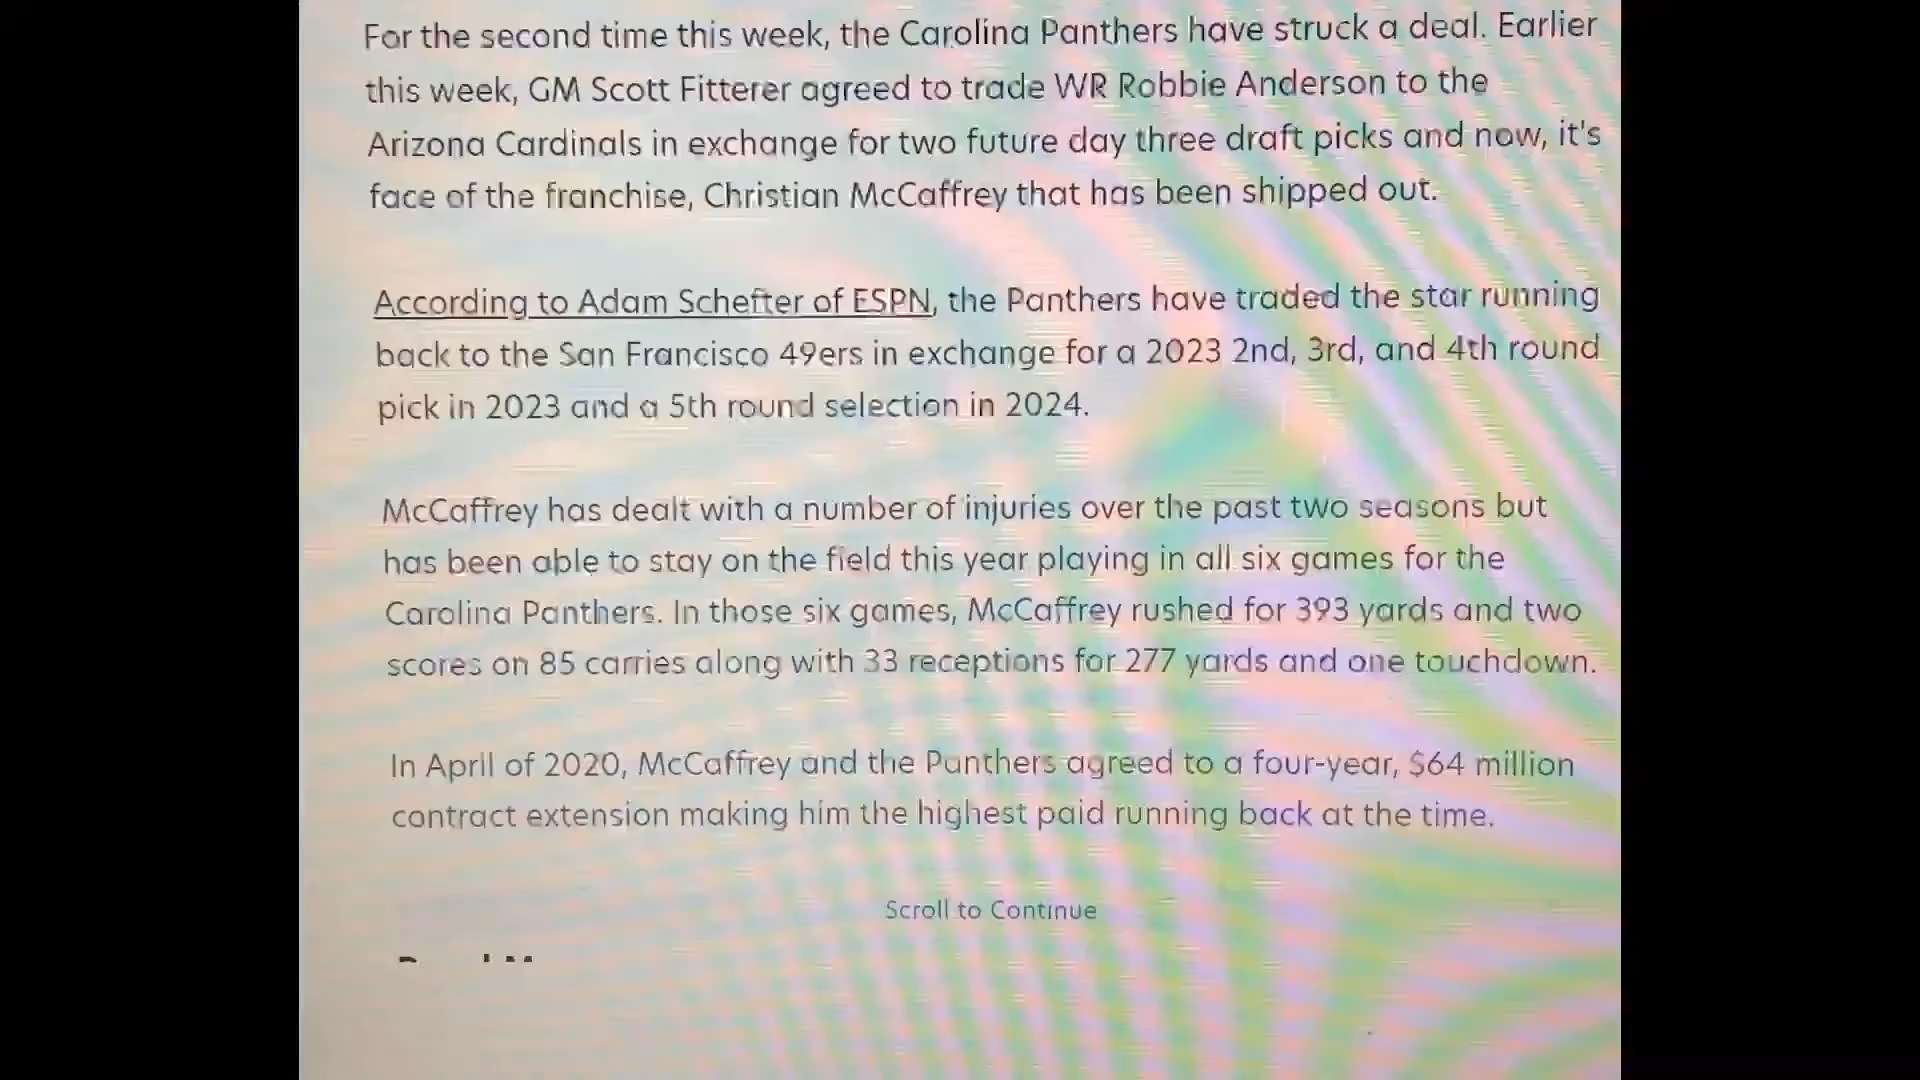 For the second time this week, the Carolina Panthers have struck a deal. Earlier
this week, GM Scott Fitterer agreed to trade WR Robbie Anderson to the
Arizona Cardinals in exchange for two future day three draft picks and now, it's
face of the franchise, Christian McCaffrey that has been shipped out.
According to Adam Schefter of ESPN, the Panthers have traded the star running
back to the San Francisco 49ers in exchange for a 2023 2nd, 3rd, and 4th round
pick in 2023 and a 5th round selection in 2024.
McCaffrey has dealt with a number of injuries over the past two seasons but
has been able to stay on the field this year playing in all six games for the
Carolina Panthers. In those six games, McCaffrey rushed for 393 yards and two
scores on 85 carries along with 33 receptions for 277 yards and one touchdown.
In April of 2020, McCaffrey and the Panthers agreed to a four-year, $64 million
contract extension making him the highest paid running back at the time.
Scroll to Continue